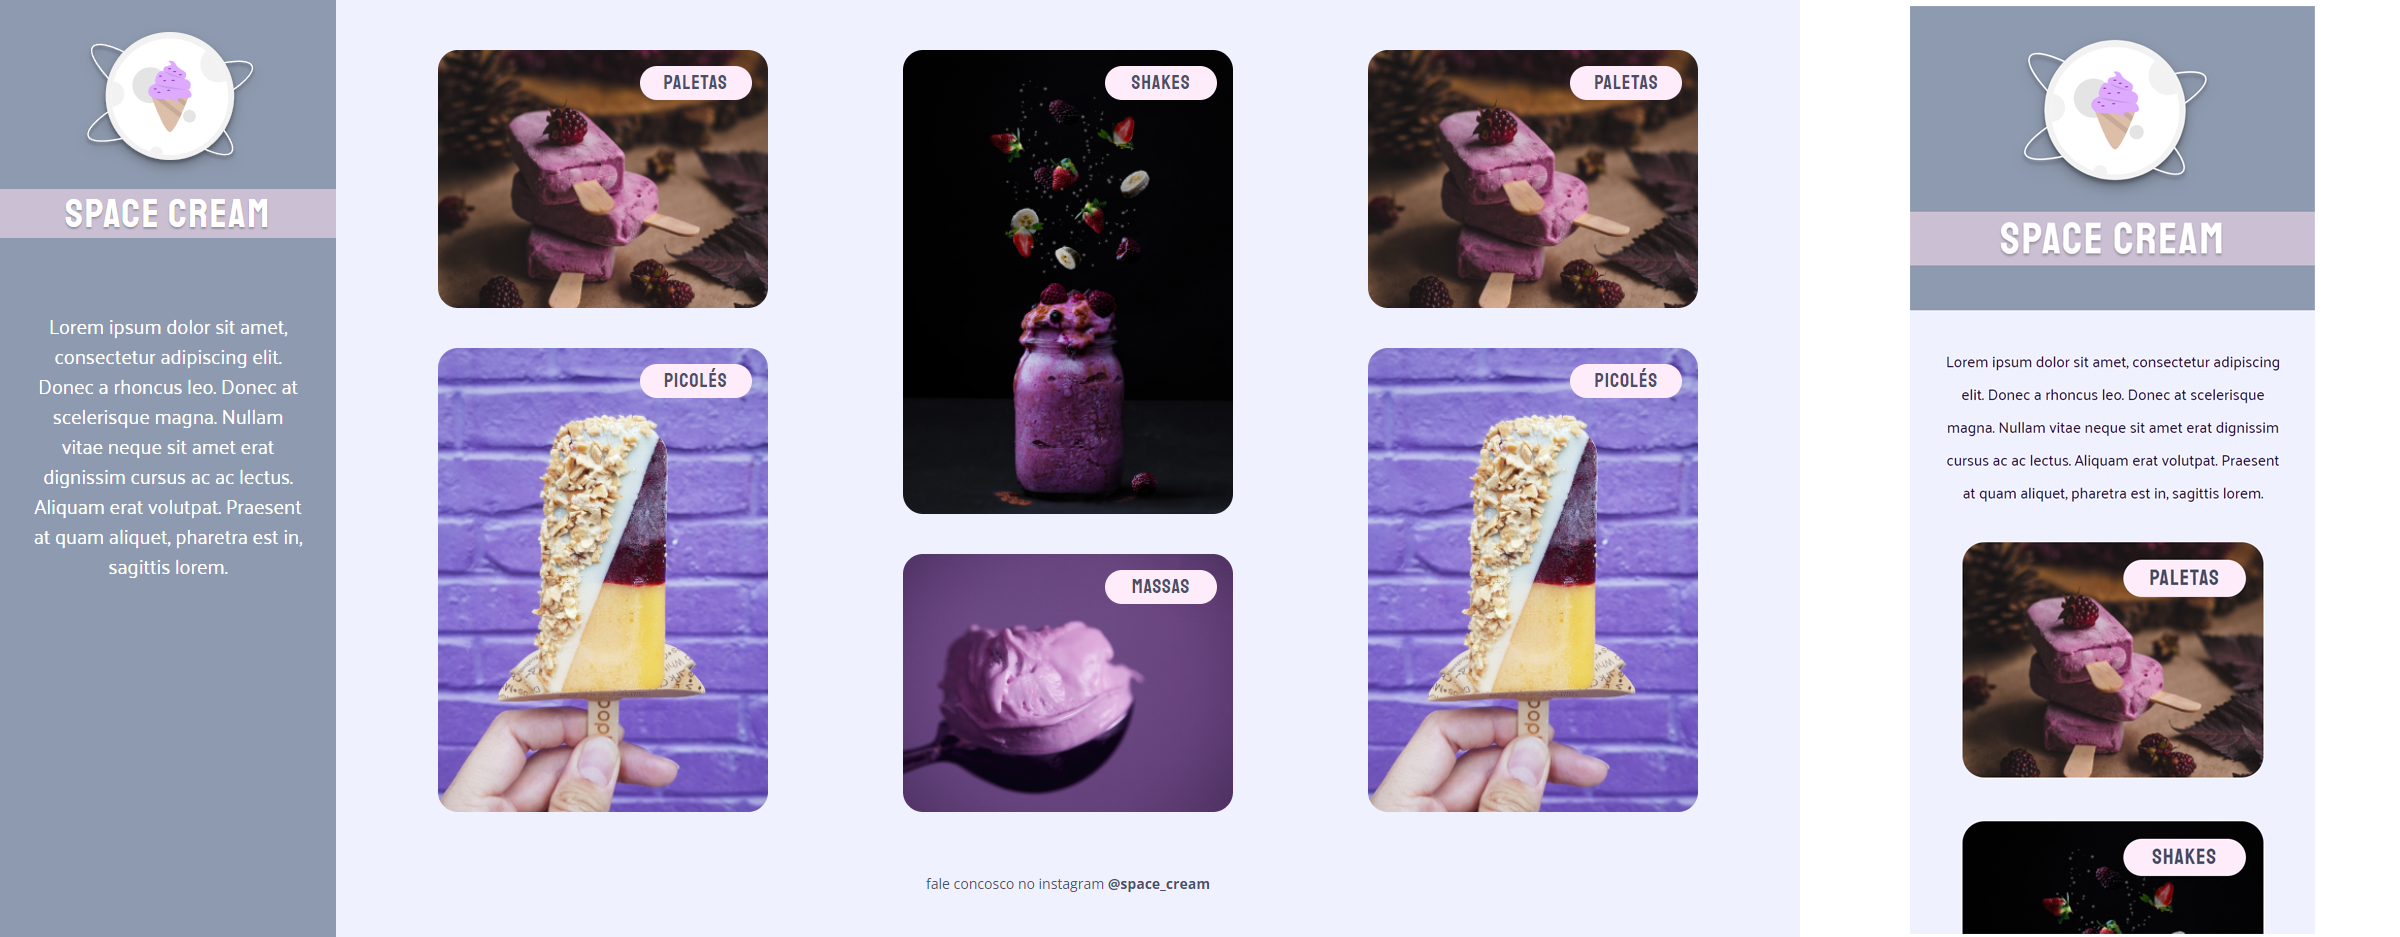 SPACE CREAM
Lorem ipsum dolor sit amet,
consectetur adipiscing elit.
Donec a rhoncus leo. Donec at
scelerisque magna. Nullam
vitae neque sit amet erat
dignissim cursus ac ac lectus.
Aliquam erat volutpat. Praesent
at quam aliquet, pharetra est in,
sagittis lorem.
PALETAS
SHAKES
PALETAS
PICOLÉS
PICOLÉS
MASSAS
fale concosco no instagram @space_cream
SPACE CREAM
Lorem ipsum dolor sit amet, consectetur adipiscing
elit. Donec a rhoncus leo. Donec at scelerisque
magna. Nullam vitae neque sit amet erat dignissim
cursus ac ac lectus. Aliquam erat volutpat. Praesent
at quam aliquet, pharetra est in, sagittis lorem.
PALETAS
SHAKES